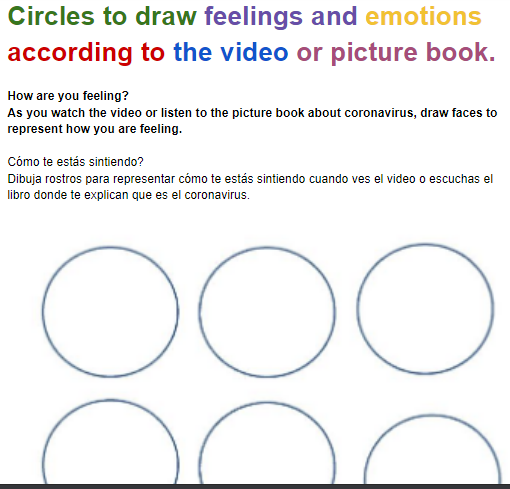 Circles to draw feelings and emotions
according to the video or picture book.
How are you feeling?
As you watch the video or listen to the picture book about coronavirus, draw faces to
represent how you are feeling.
Cómo te estás sintiendo?
Dibuja rostros para representar cómo te estás sintiendo cuando ves el video o escuchas el
libro donde te explican que es el coronavirus.